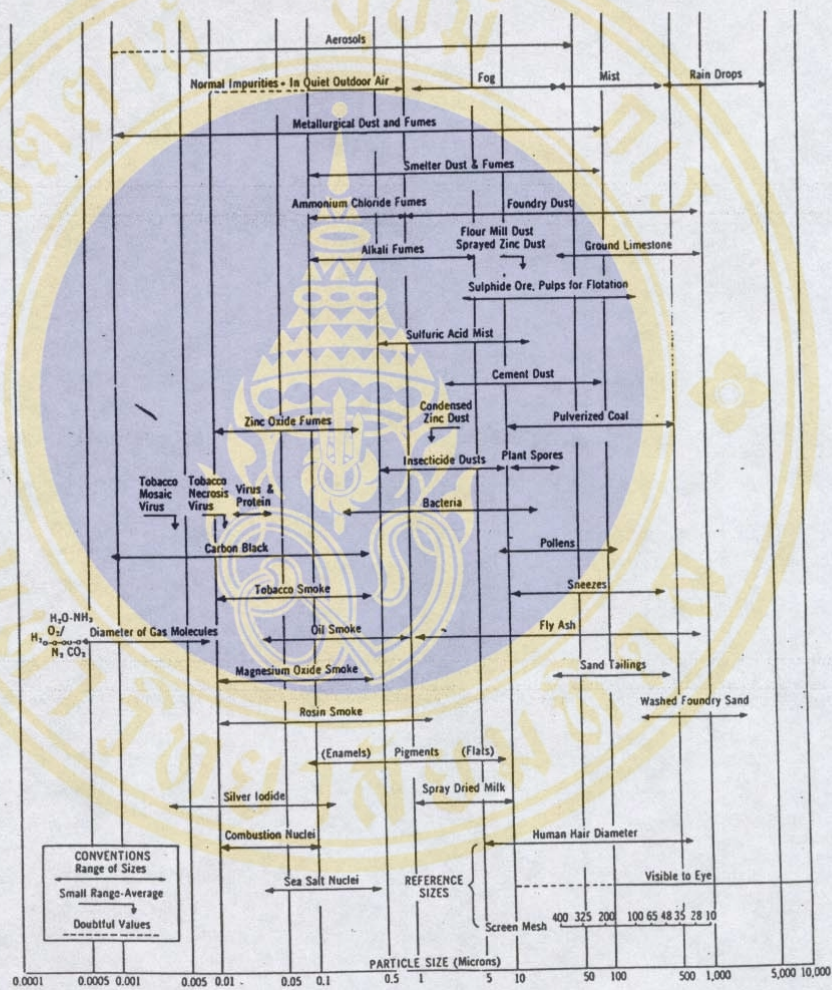 Aerosols
Normal Impurities - In Quiet Outdoor Air
Fog
Mist
Rain Drops
Metallurgical Dust and Fumes
Smelter Dust & Fumes
Ammonium Chloride Fumes
Foundry Dust
Flour Mill Dust
Sprayed Zinc Dust
Alkali Fumes
Ground Limestone
Sulphide Ore, Pulps for Flotation
Sulfuric Acid Mist
Cement Dust
Condensed
Zinc Dust
Zinc Oxide Fumes
Pulverized Coal
Insecticide Dusts
Plant Spores
Tobacco
Mosaic
Virus
Tobacco
Necrosis
Virus
Virus &
Protein
Bacteria
Carbon Black
Pollens
Tobacco Smoke
Sneezes
H₂O-NH₃
O₂/
H₂
N₂ CO₂
Diameter of Gas Molecules
Oil Smoke
Fly Ash
Magnesium Oxide Smoke
Sand Tailings
Rosin Smoke
Washed Foundry Sand
(Enamels) Pigments (Flats)
Silver Iodide
Spray Dried Milk
Combustion Nuclei
Human Hair Diameter
CONVENTIONS
Range of Sizes
Small Range-Average
Doubtful Values
Sea Salt Nuclei
REFERENCE
SIZES
Visible to Eye
Screen Mesh
400 325 200 100 65 48 35 28 10
PARTICLE SIZE (Microns)
0.0001 0.0005 0.001 0.005 0.01 0.05 0.1 0.5 1 5 10 50 100 500 1,000 5,000 10,000